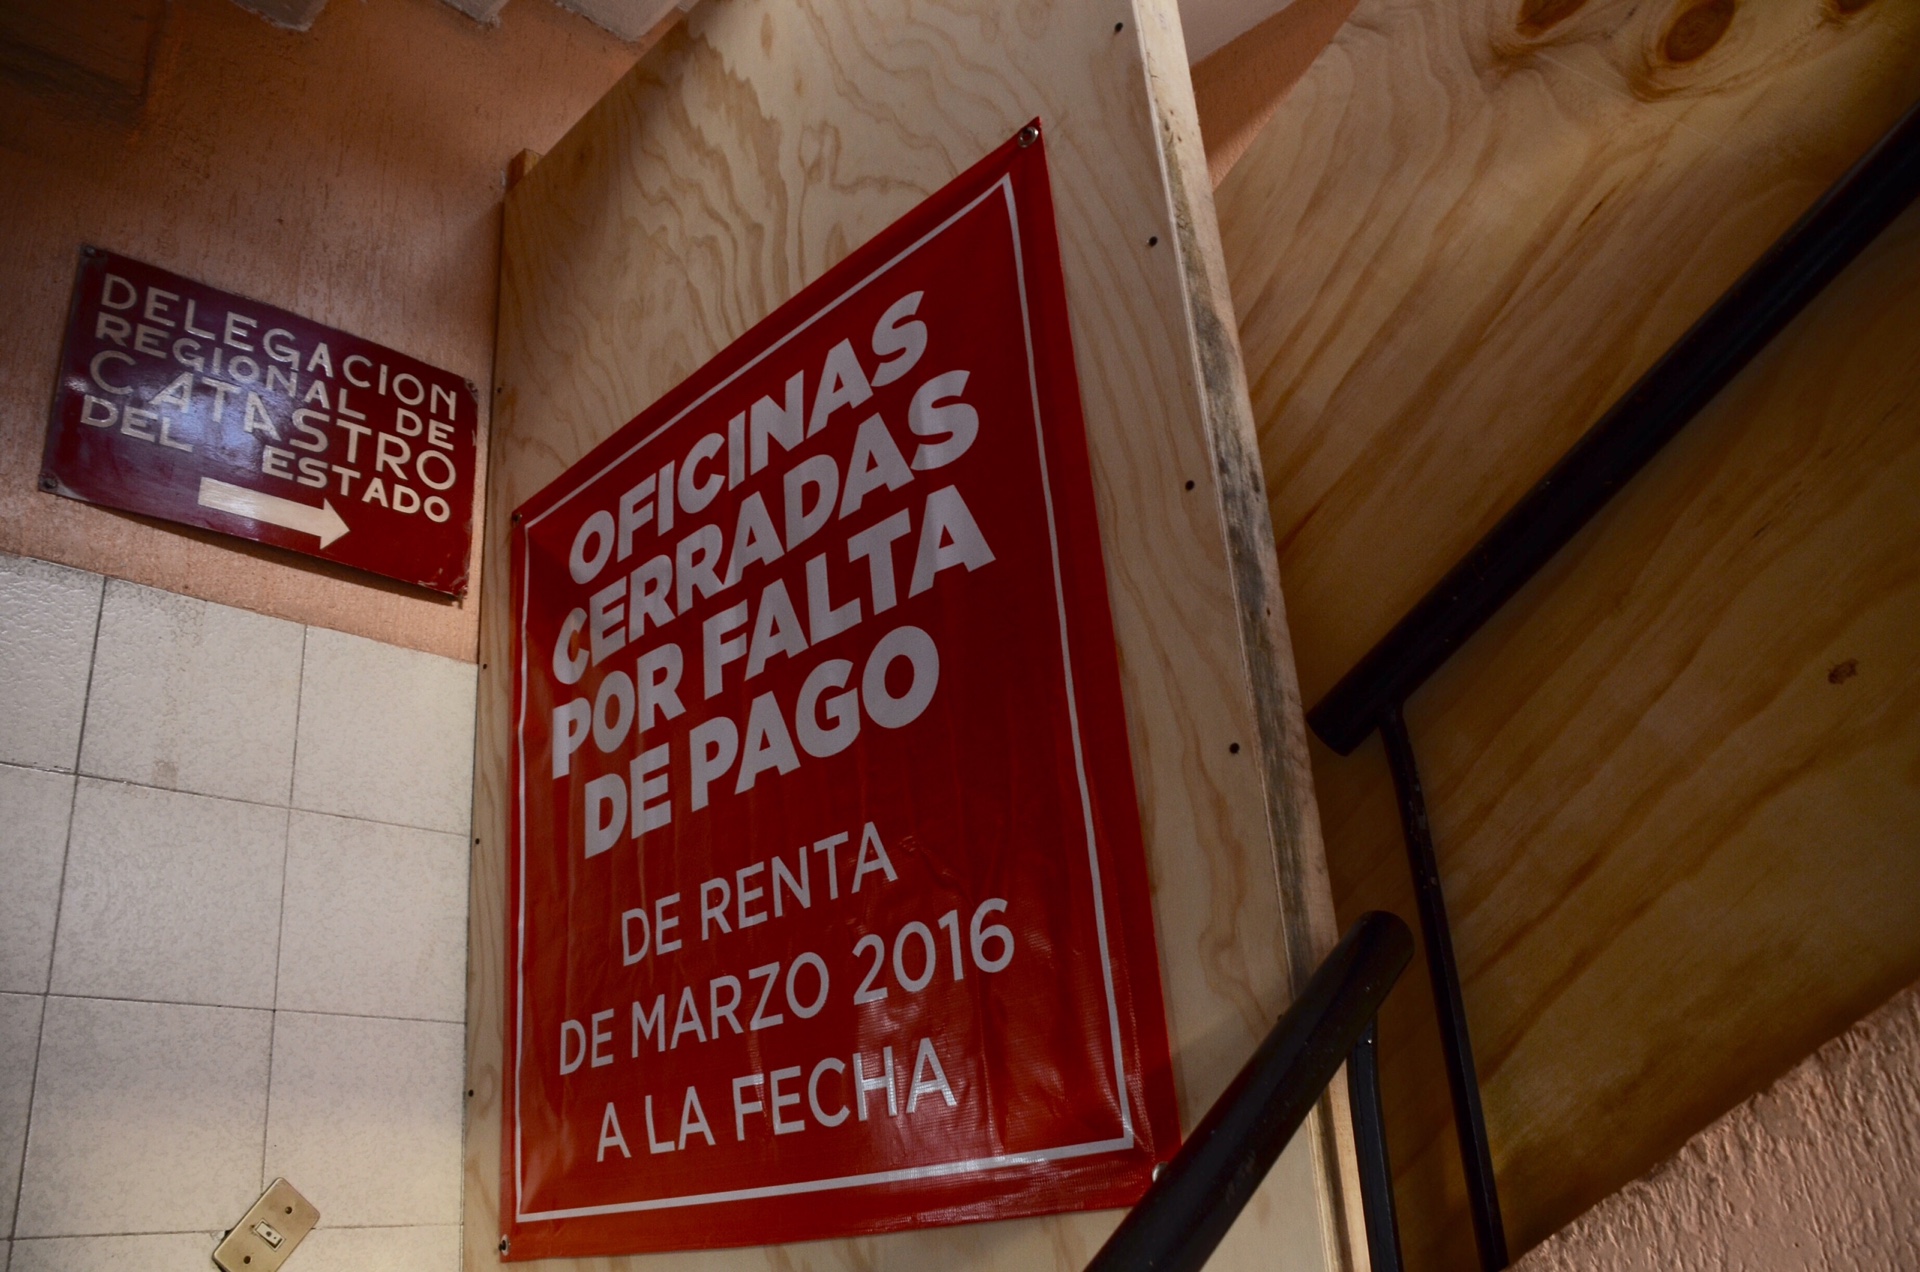 DELEGACION
REGIONAL DE
CATASTRO
DEL ESTADO
OFICINAS
CERRADAS
POR FALTA
DE PAGO
DE RENTA
DE MARZO 2016
A LA FECHA